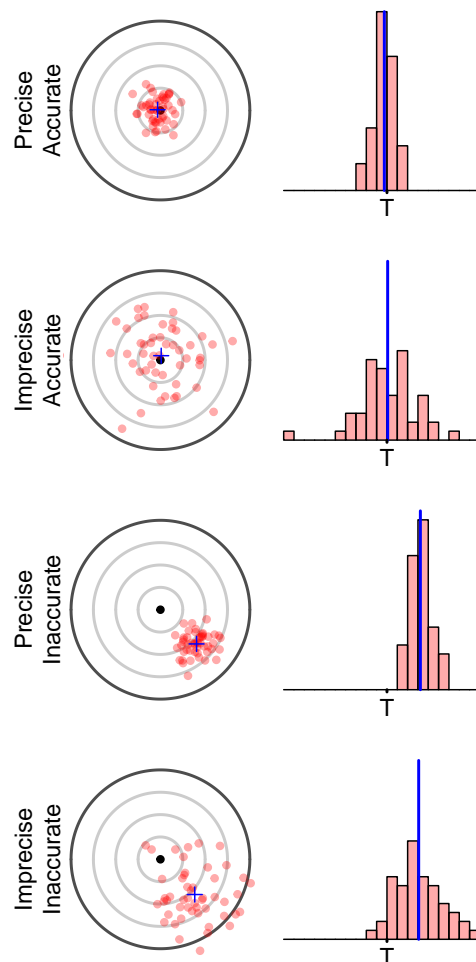 Precise
Accurate
T
Imprecise
Accurate
T
Precise
Inaccurate
T
Imprecise
Inaccurate
T